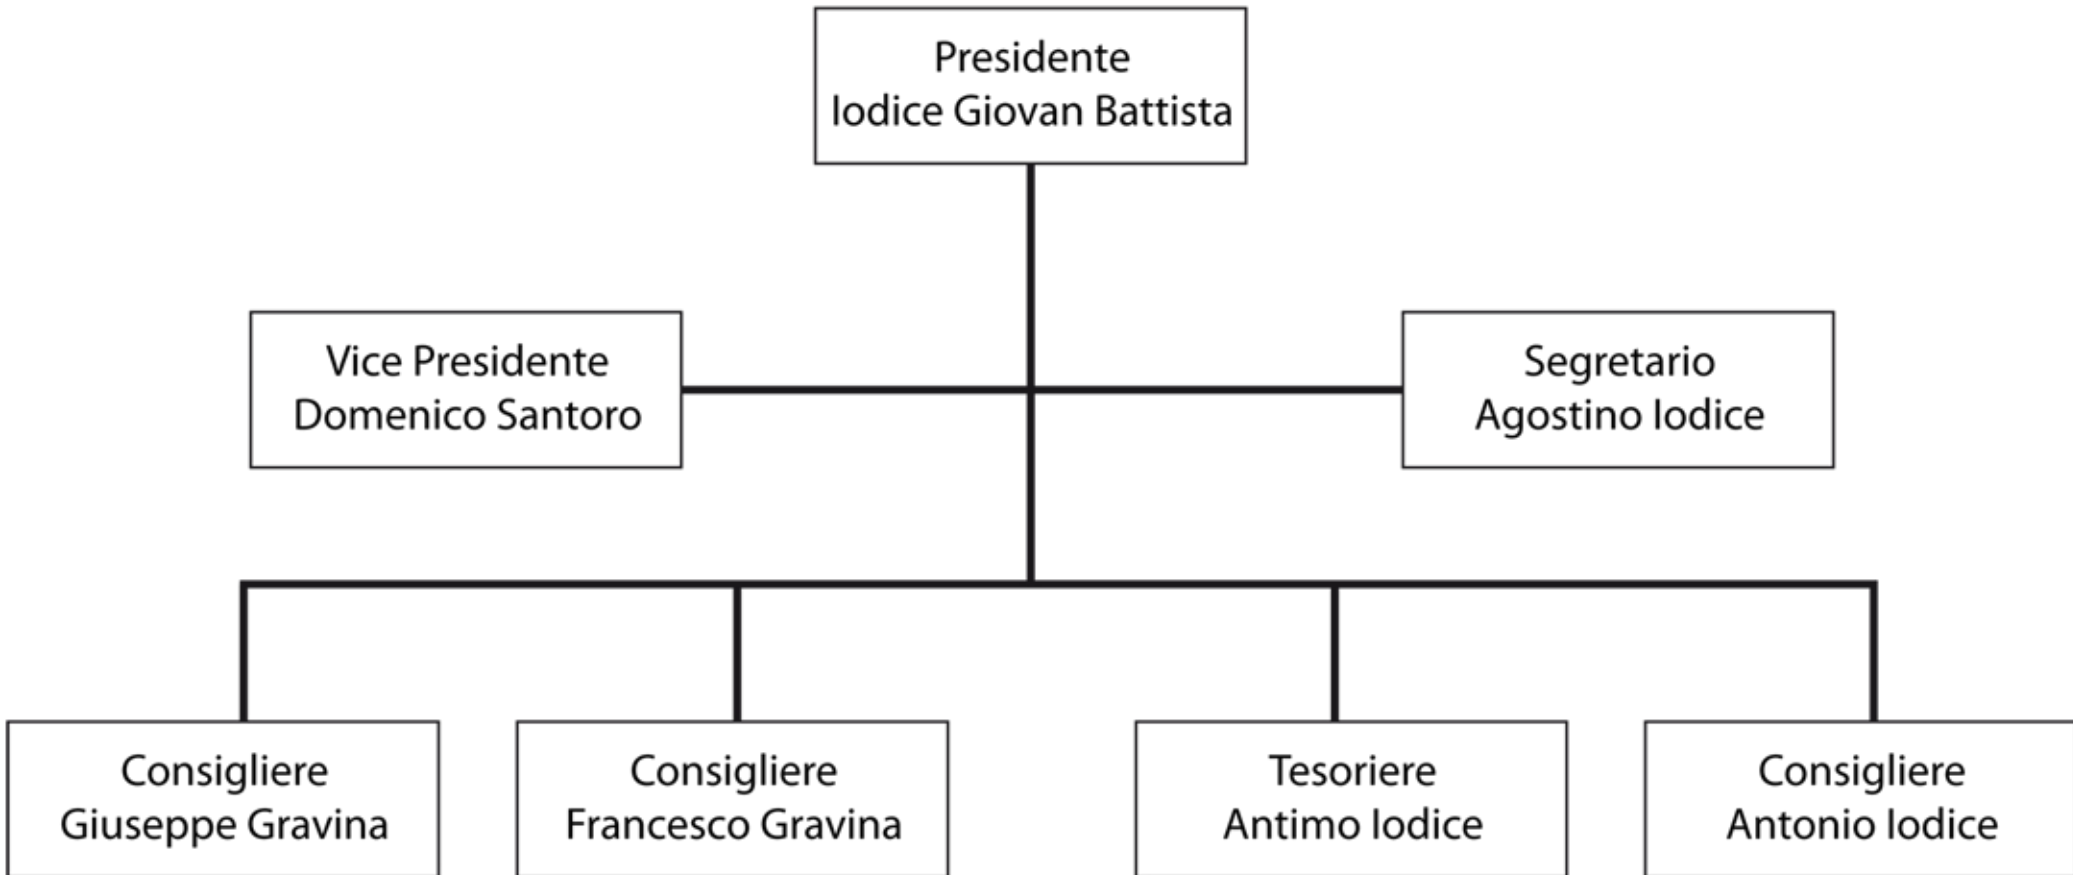 Presidente
Iodice Giovan Battista
Vice Presidente
Domenico Santoro
Segretario
Agostino Iodice
Consigliere
Giuseppe Gravina
Consigliere
Francesco Gravina
Tesoriere
Antimo Iodice
Consigliere
Antonio Iodice